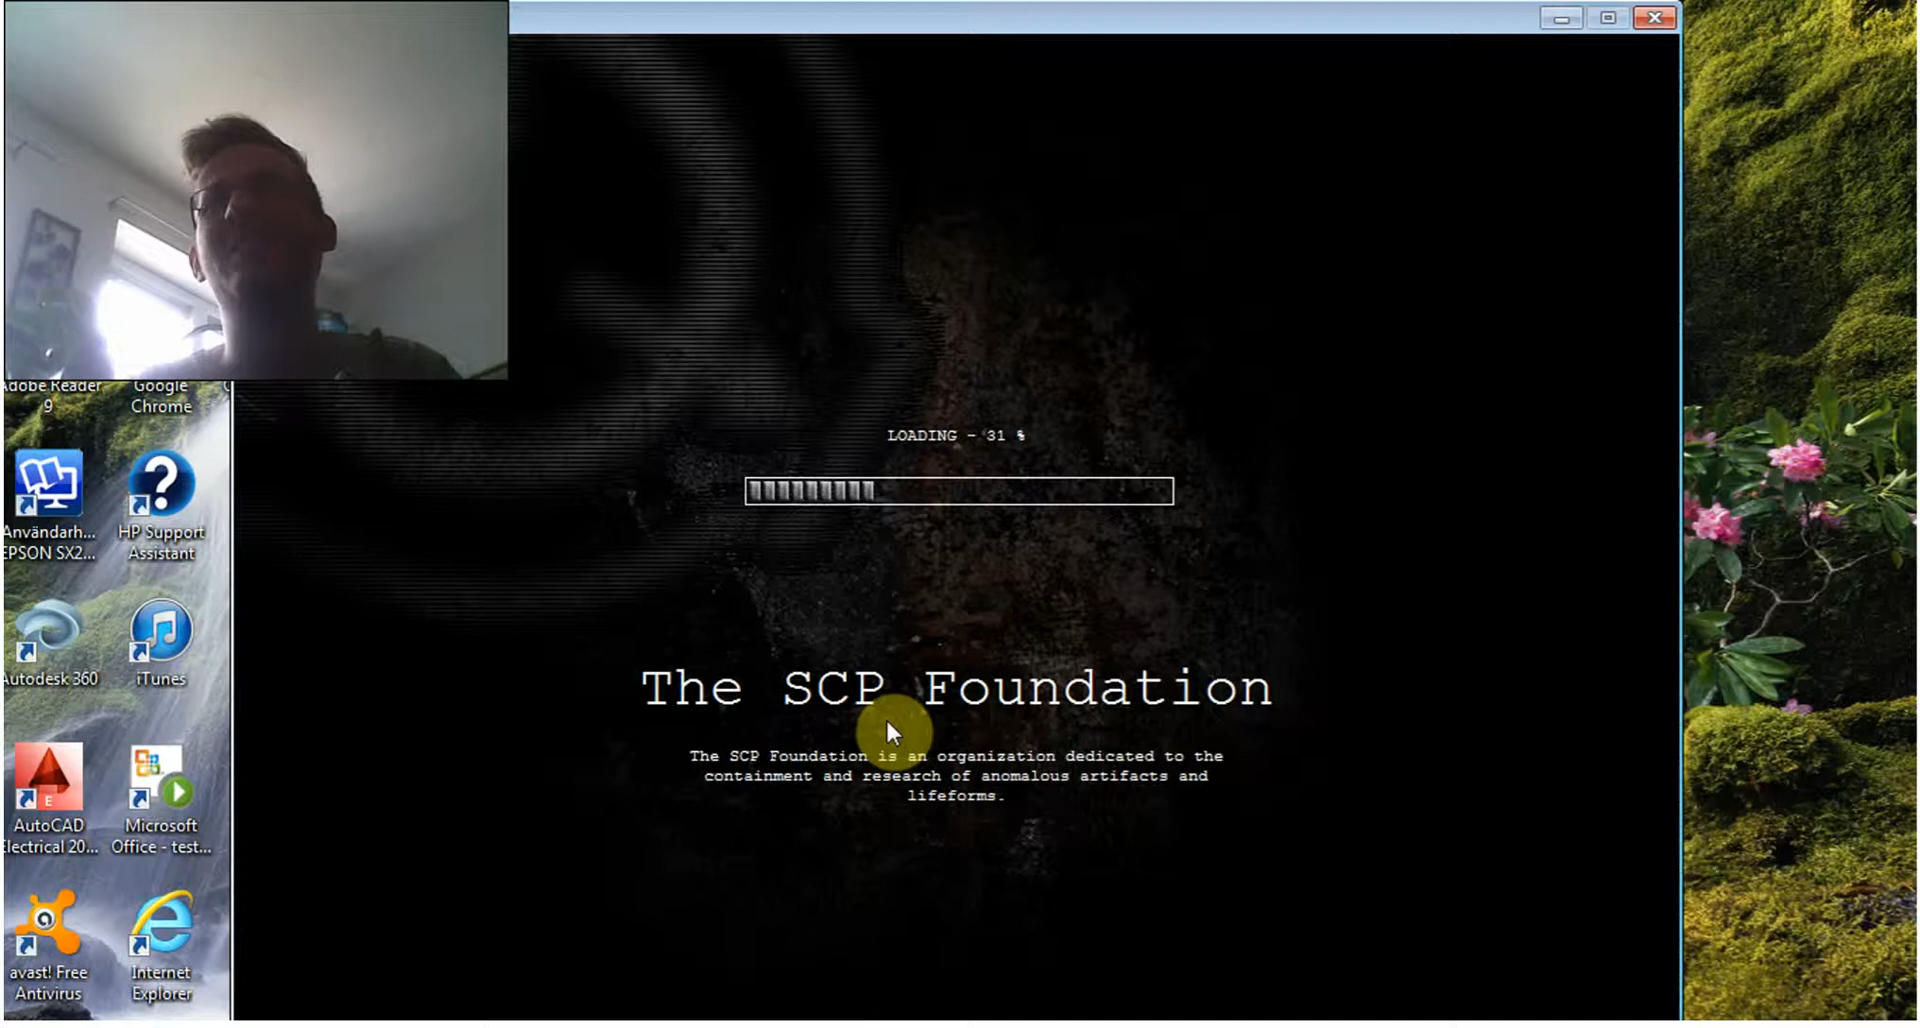 Adobe Reader
9
Google
Chrome
Användarh...
EPSON SX2...
HP Support
Assistant
Autodesk 360
iTunes
AutoCAD
Electrical 20...
E
Microsoft
Office - test...
avast! Free
Antivirus
Internet
Explorer
LOADING - 31 %
The SCP Foundation
The SCP Foundation is an organization dedicated to the
containment and research of anomalous artifacts and
lifeforms.